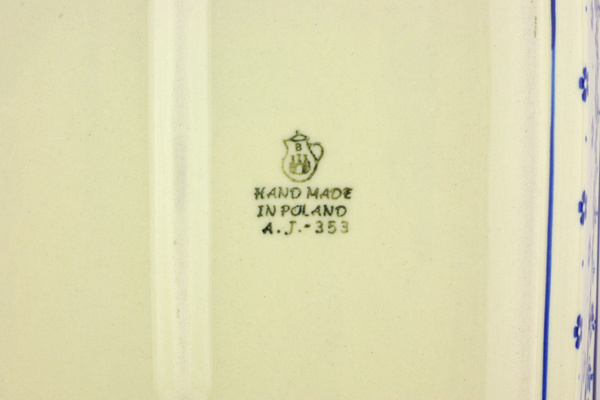 B
HAND MADE
IN POLAND
A.J.-353